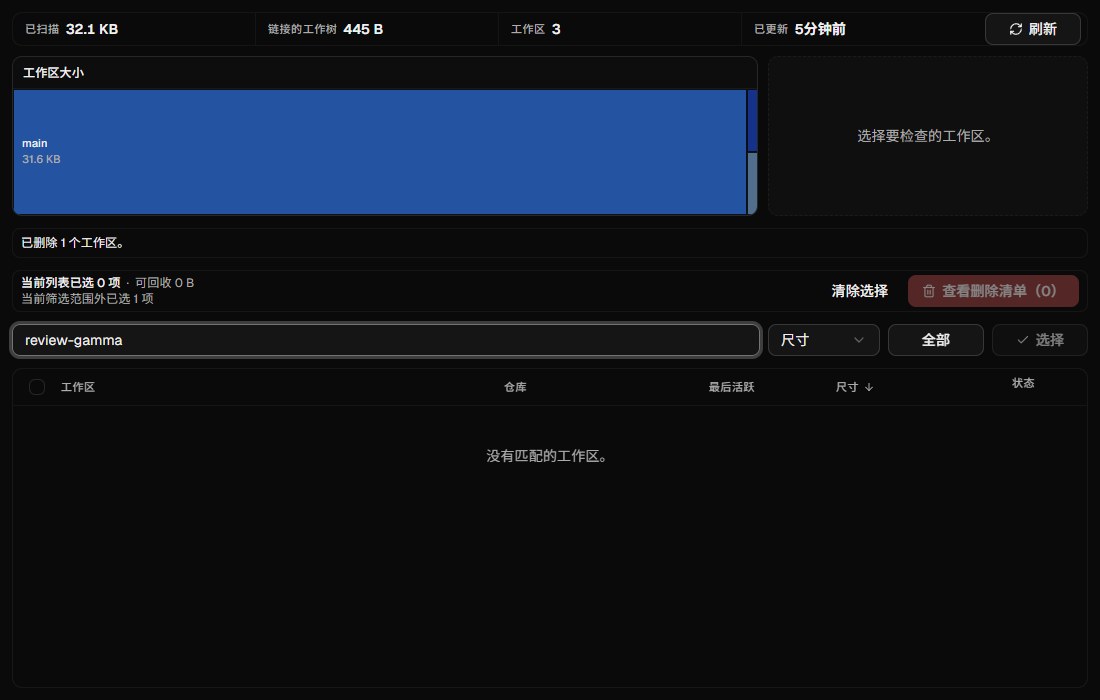 已扫描 32.1 KB
链接的工作树 445 B
工作区 3
已更新 5分钟前
刷新
工作区大小
main
31.6 KB
选择要检查的工作区。
已删除 1 个工作区。
当前列表已选 0 项 · 可回收 0 B
当前筛选范围外已选 1 项
清除选择
查看删除清单（0）
review-gamma
尺寸
全部
选择
工作区
仓库
最后活跃
尺寸
状态
没有匹配的工作区。